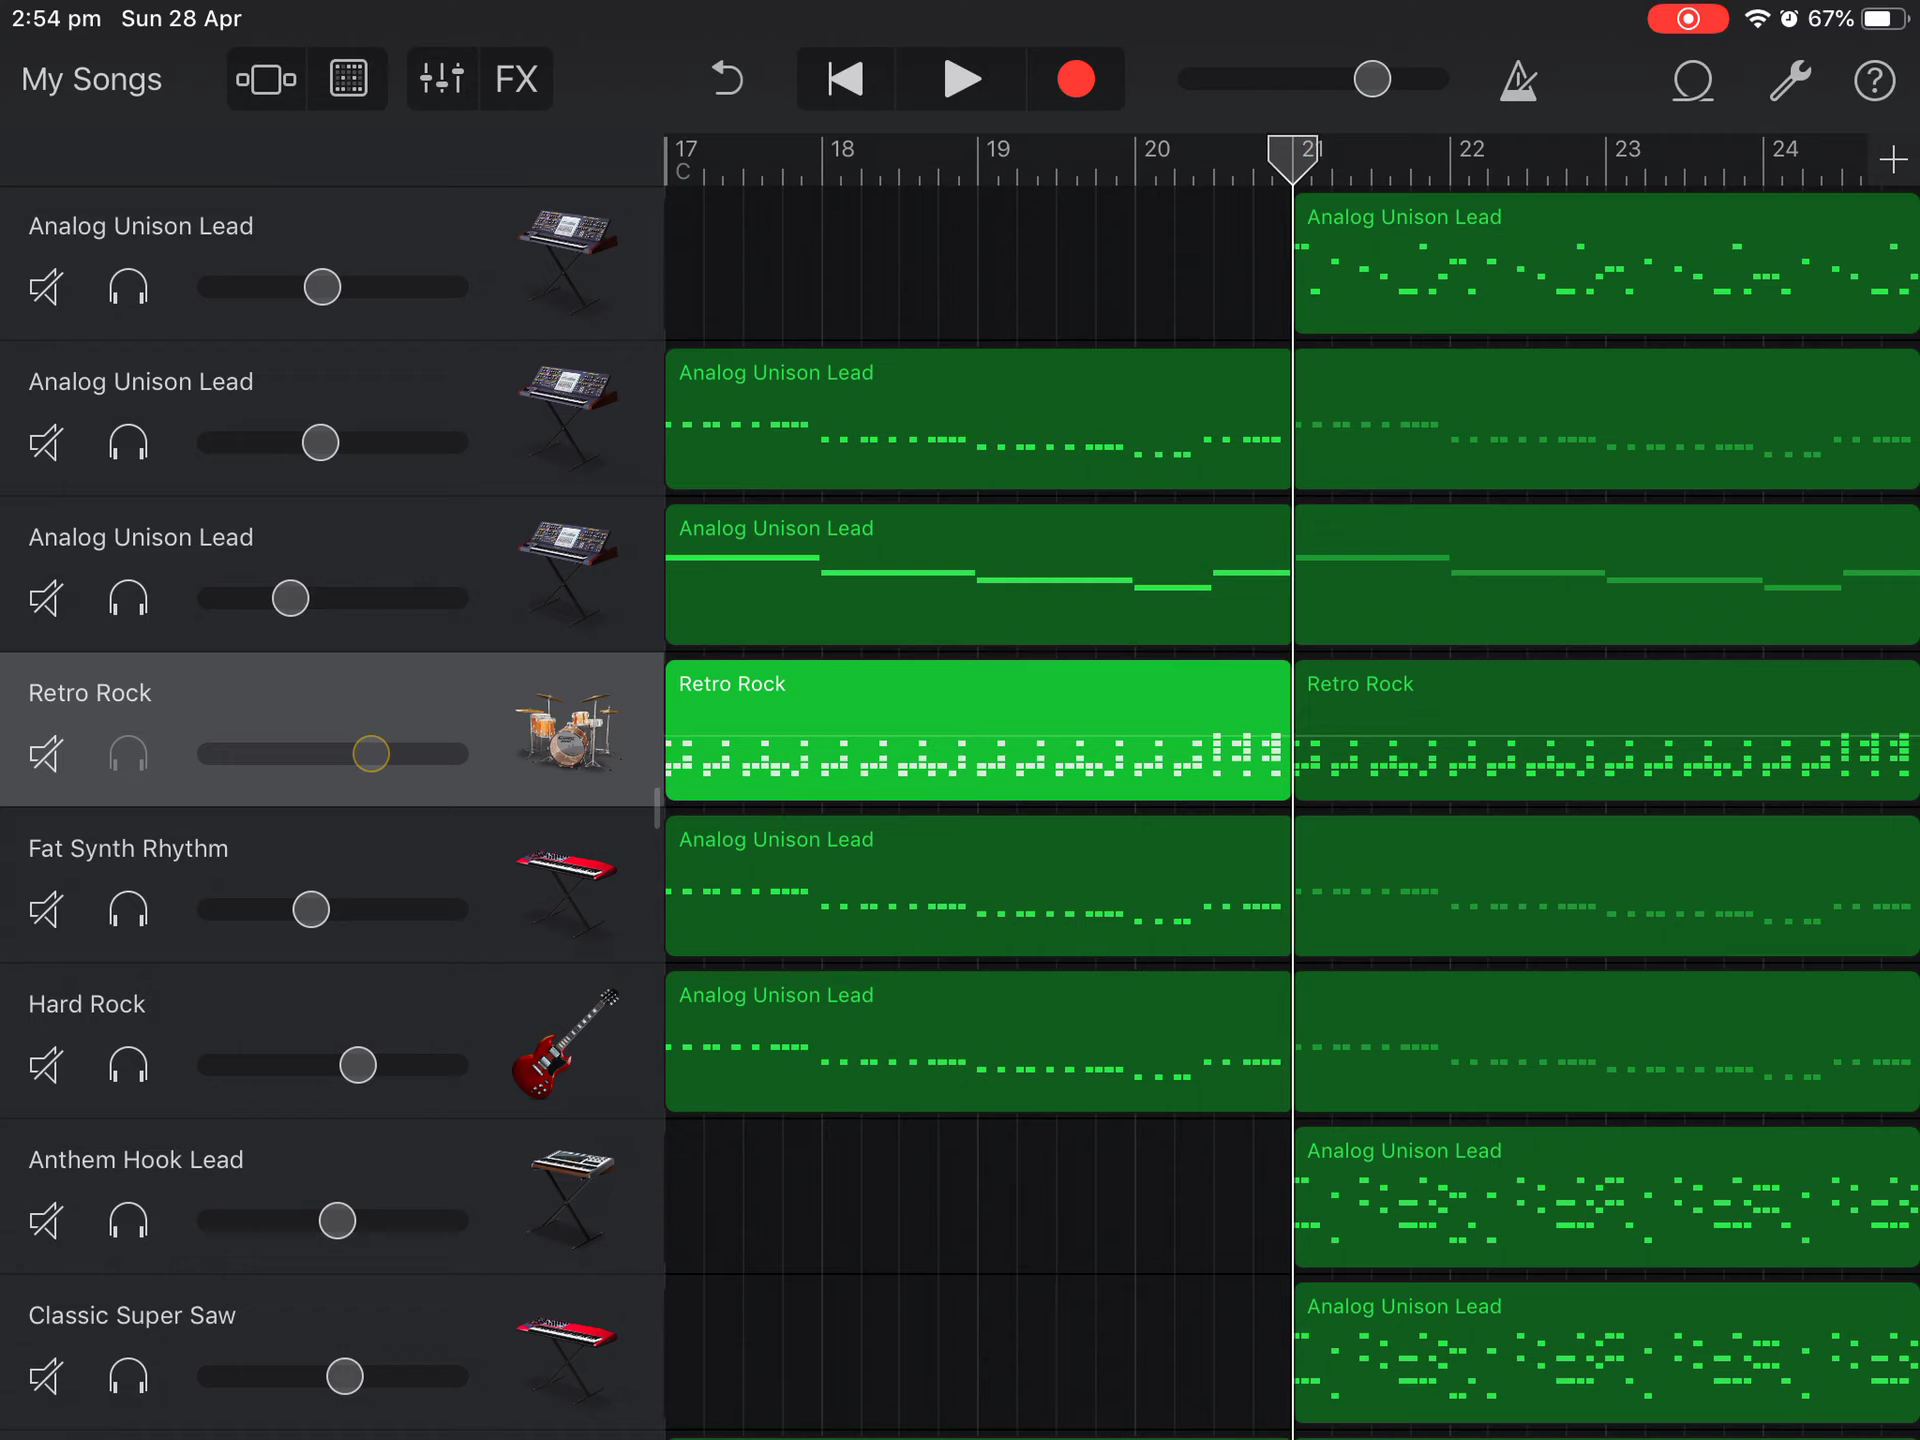 2:54 pm Sun 28 Apr 67%
My Songs FX ?
17 18 19 20 21 22 23 24
C
Analog Unison Lead
Analog Unison Lead
Analog Unison Lead
Analog Unison Lead
Analog Unison Lead
Analog Unison Lead
Retro Rock
Retro Rock
Retro Rock
Fat Synth Rhythm
Analog Unison Lead
Hard Rock
Analog Unison Lead
Anthem Hook Lead
Analog Unison Lead
Classic Super Saw
Analog Unison Lead